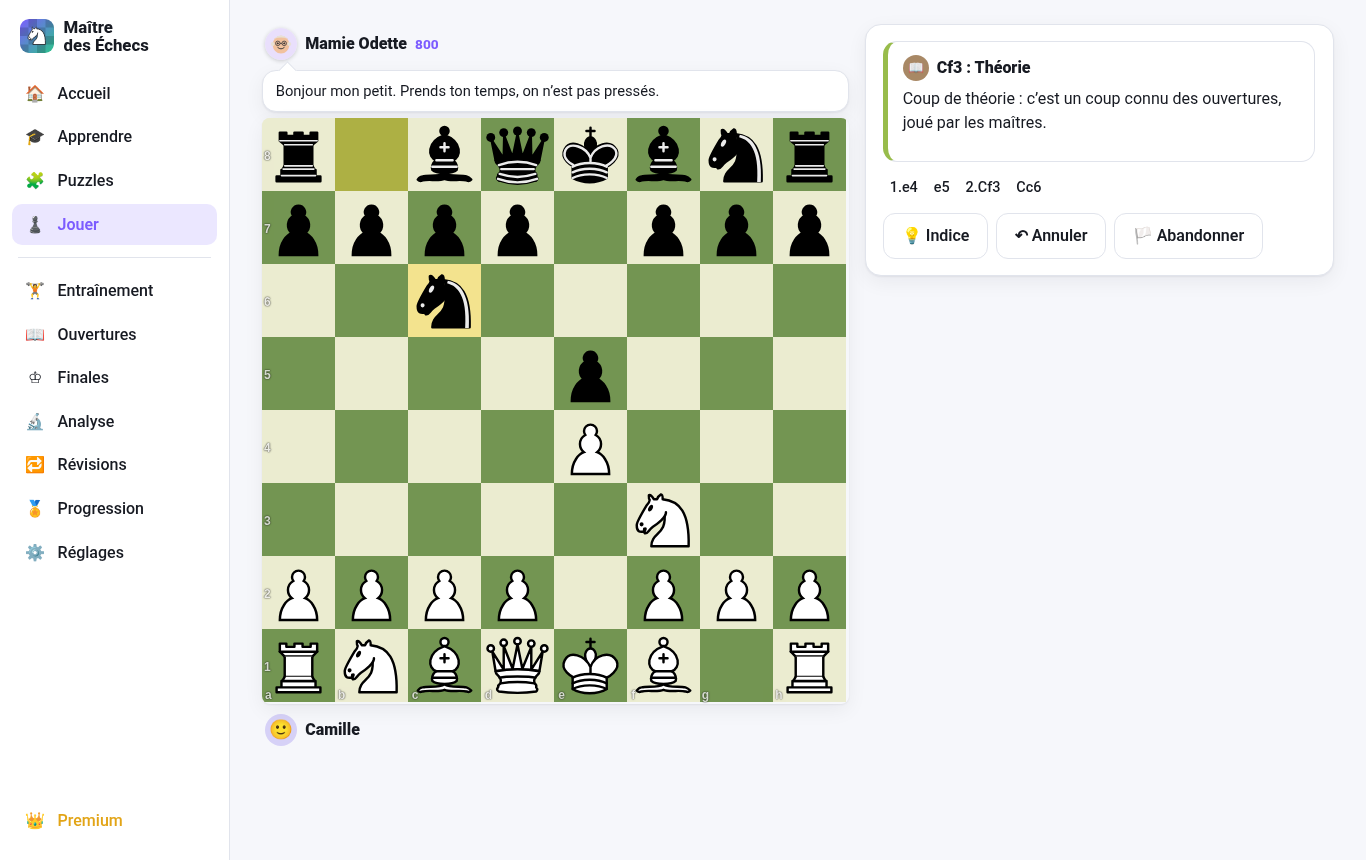 Maître
des Échecs
Accueil
Apprendre
Puzzles
Jouer
Entraînement
Ouvertures
Finales
Analyse
Révisions
Progression
Réglages
Premium
Mamie Odette 800
Bonjour mon petit. Prends ton temps, on n’est pas pressés.
8
7
6
5
4
3
2
1
a b c d e f g h
Camille
Cf3 : Théorie
Coup de théorie : c’est un coup connu des ouvertures,
joué par les maîtres.
1.e4 e5 2.Cf3 Cc6
Indice
↶ Annuler
Abandonner